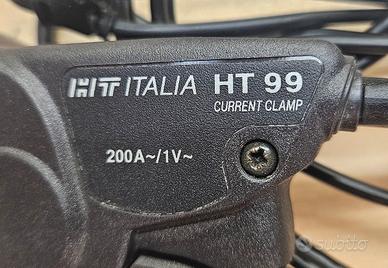 HT ITALIA HT 99
CURRENT CLAMP
200A~/1V~
subito